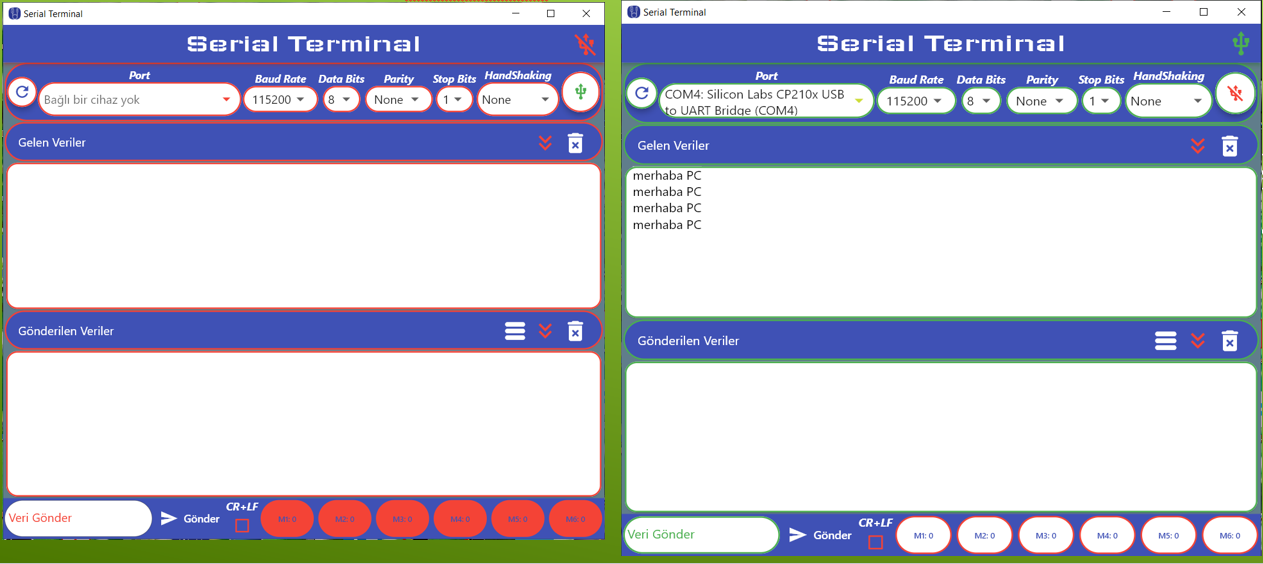 Serial Terminal
Serial Terminal
Port
Baud Rate
Data Bits
Parity
Stop Bits
HandShaking
Bağlı bir cihaz yok
115200
8
None
1
None
Gelen Veriler
Gönderilen Veriler
Veri Gönder
Gönder
CR+LF
M1: 0
M2: 0
M3: 0
M4: 0
M5: 0
M6: 0
Serial Terminal
Serial Terminal
Port
Baud Rate
Data Bits
Parity
Stop Bits
HandShaking
COM4: Silicon Labs CP210x USB
to UART Bridge (COM4)
115200
8
None
1
None
Gelen Veriler
merhaba PC
merhaba PC
merhaba PC
merhaba PC
Gönderilen Veriler
Veri Gönder
Gönder
CR+LF
M1: 0
M2: 0
M3: 0
M4: 0
M5: 0
M6: 0